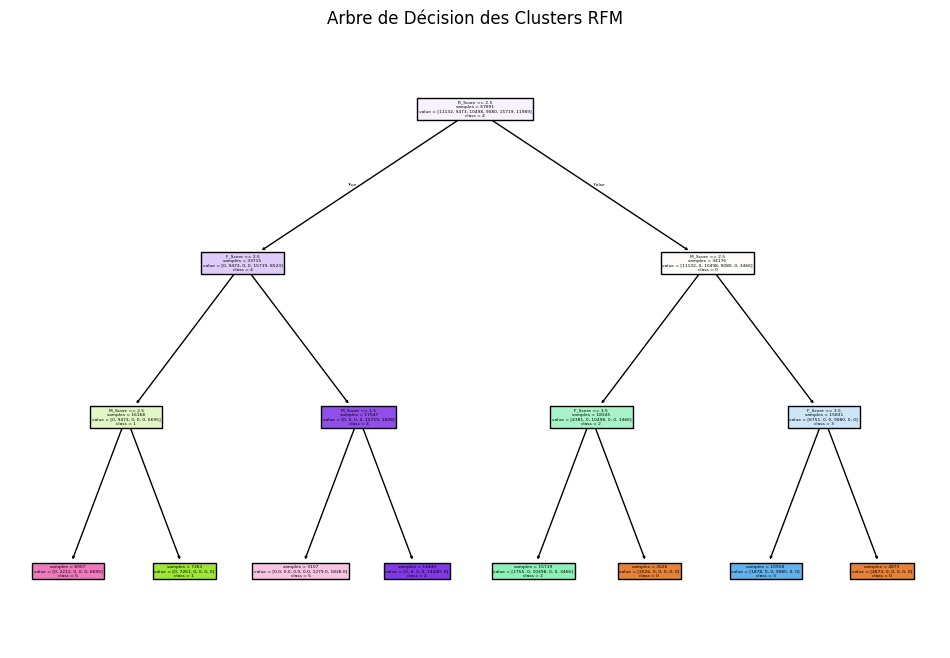 Arbre de Décision des Clusters RFM
R_Score <= 2.5
samples = 67891
value = [11132, 9473, 10498, 9080, 15719, 11989]
class = 4
True
False
F_Score <= 2.5
samples = 33715
value = [0, 9473, 0, 0, 15719, 8523]
class = 4
M_Score <= 2.5
samples = 34176
value = [11132, 0, 10498, 9080, 0, 3466]
class = 0
M_Score <= 2.5
samples = 16168
value = [0, 9473, 0, 0, 0, 6695]
class = 1
M_Score <= 1.5
samples = 17547
value = [0, 0, 0, 0, 15719, 1828]
class = 4
F_Score <= 3.5
samples = 18345
value = [4381, 0, 10498, 0, 0, 3466]
class = 2
F_Score <= 3.5
samples = 15831
value = [6751, 0, 0, 9080, 0, 0]
class = 3
samples = 8907
value = [0, 2212, 0, 0, 0, 6695]
class = 5
samples = 7261
value = [0, 7261, 0, 0, 0, 0]
class = 1
samples = 3107
value = [0.0, 0.0, 0.0, 0.0, 1279.0, 1828.0]
class = 5
samples = 14440
value = [0, 0, 0, 0, 14440, 0]
class = 4
samples = 15719
value = [1755, 0, 10498, 0, 0, 3466]
class = 2
samples = 2626
value = [2626, 0, 0, 0, 0, 0]
class = 0
samples = 10958
value = [1878, 0, 0, 9080, 0, 0]
class = 3
samples = 4873
value = [4873, 0, 0, 0, 0, 0]
class = 0